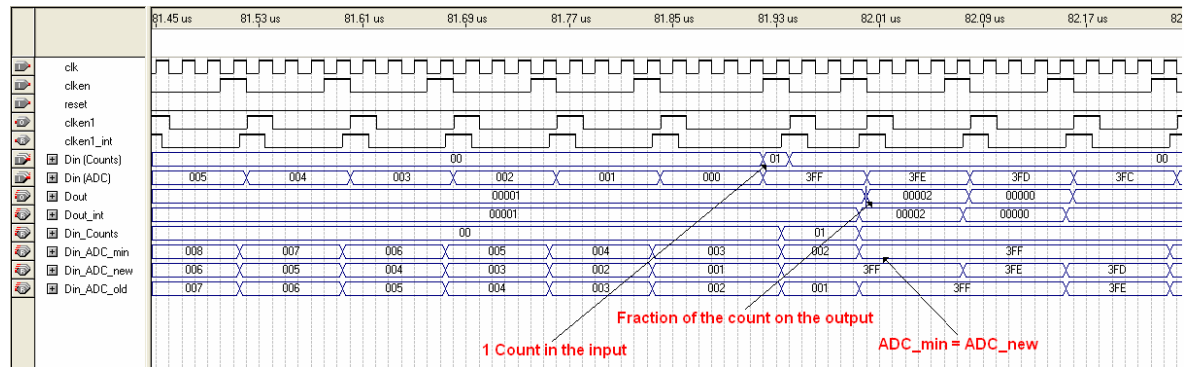 81.45 us 81.53 us 81.61 us 81.69 us 81.77 us 81.85 us 81.93 us 82.01 us 82.09 us 82.17 us 82
clk
clken
reset
clken1
clken1_int
Din (Counts) 00 01 00
Din (ADC) 005 004 003 002 001 000 3FF 3FE 3FD 3FC
Dout 00001 00002 00000
Dout_int 00001 00002 00000
Din_Counts 00 01
Din_ADC_min 008 007 006 005 004 003 002 3FF
Din_ADC_new 006 005 004 003 002 001 3FF 3FE 3FD
Din_ADC_old 007 006 005 004 003 002 001 3FF 3FE
Fraction of the count on the output
1 Count in the input
ADC_min = ADC_new